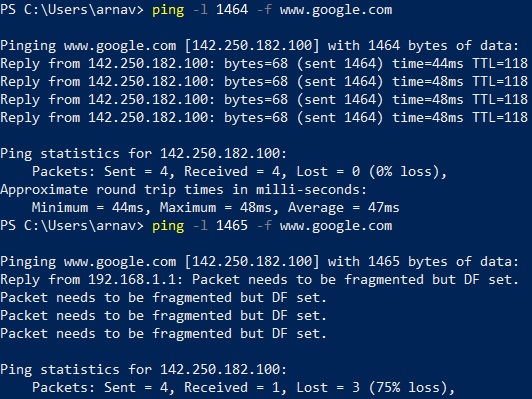 PS C:\Users\arnav> ping -l 1464 -f www.google.com
Pinging www.google.com [142.250.182.100] with 1464 bytes of data:
Reply from 142.250.182.100: bytes=68 (sent 1464) time=44ms TTL=118
Reply from 142.250.182.100: bytes=68 (sent 1464) time=48ms TTL=118
Reply from 142.250.182.100: bytes=68 (sent 1464) time=48ms TTL=118
Reply from 142.250.182.100: bytes=68 (sent 1464) time=48ms TTL=118
Ping statistics for 142.250.182.100:
Packets: Sent = 4, Received = 4, Lost = 0 (0% loss),
Approximate round trip times in milli-seconds:
Minimum = 44ms, Maximum = 48ms, Average = 47ms
PS C:\Users\arnav> ping -l 1465 -f www.google.com
Pinging www.google.com [142.250.182.100] with 1465 bytes of data:
Reply from 192.168.1.1: Packet needs to be fragmented but DF set.
Packet needs to be fragmented but DF set.
Packet needs to be fragmented but DF set.
Packet needs to be fragmented but DF set.
Ping statistics for 142.250.182.100:
Packets: Sent = 4, Received = 1, Lost = 3 (75% loss),